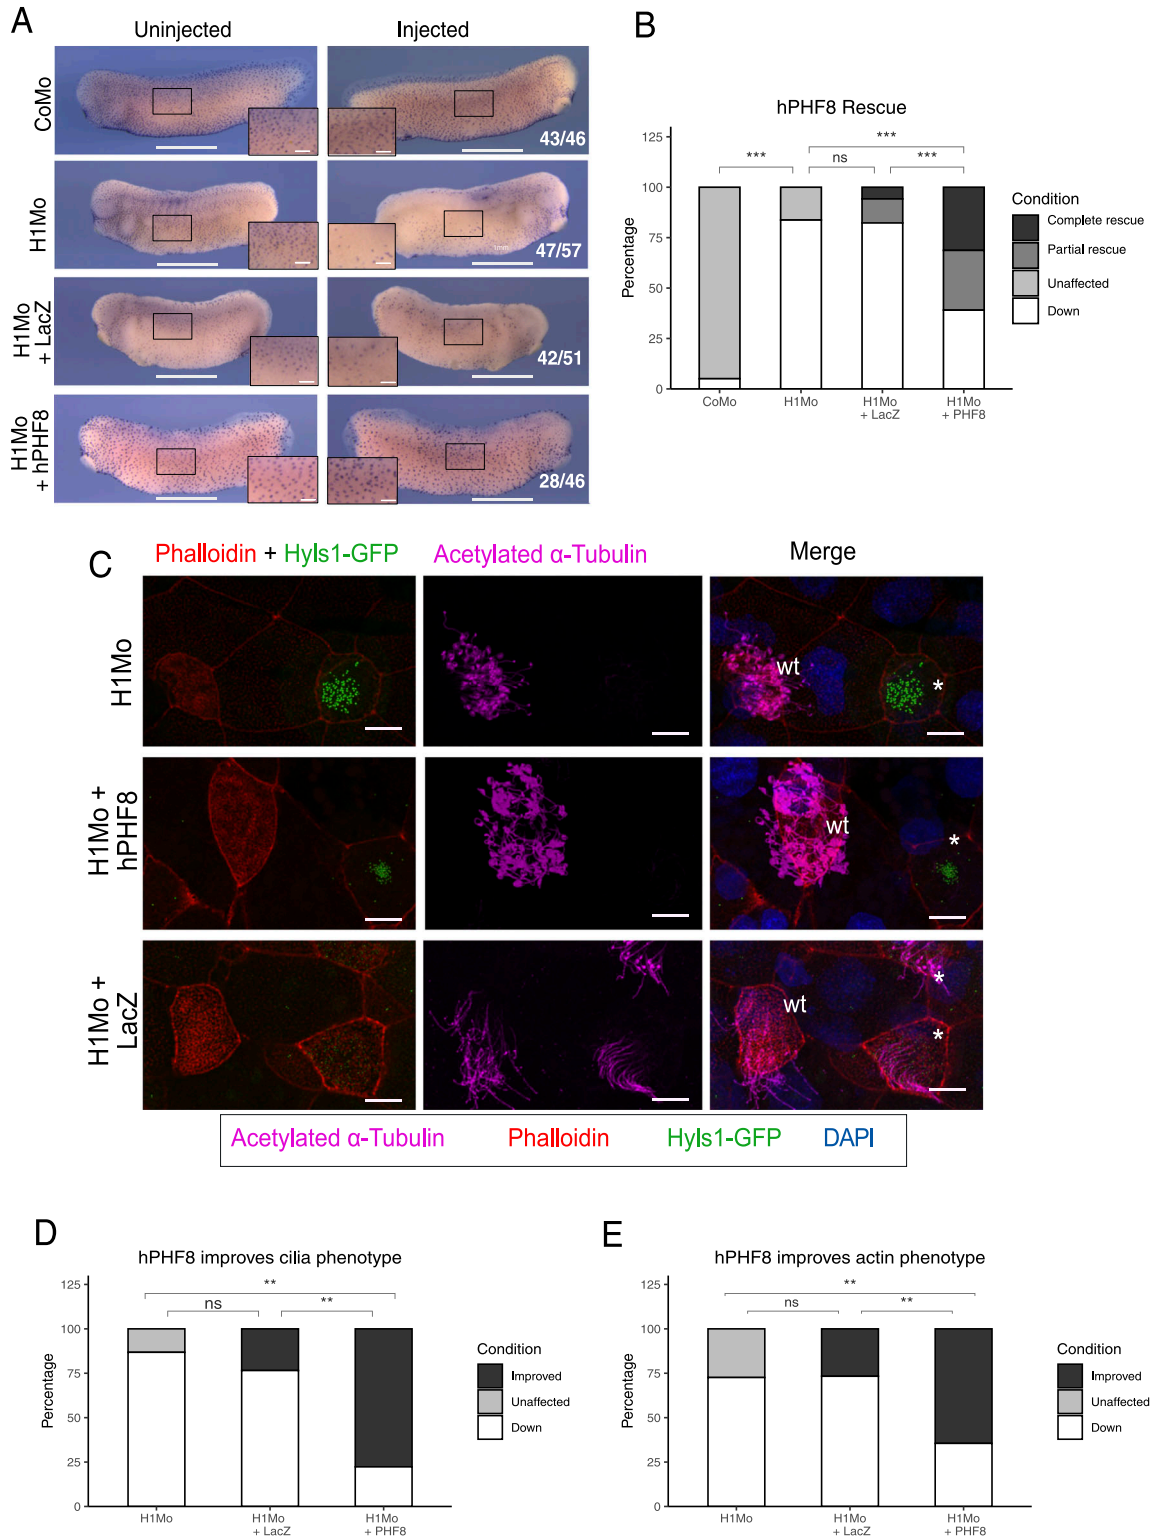 A
Uninjected
Injected
CoMo
43/46
H1Mo
1mm
47/57
H1Mo
+ LacZ
42/51
H1Mo
+ hPHF8
28/46
B
hPHF8 Rescue
125
100
75
50
25
0
Percentage
***
***
ns
***
CoMo
H1Mo
H1Mo
+ LacZ
H1Mo
+ PHF8
Condition
Complete rescue
Partial rescue
Unaffected
Down
C
Phalloidin + Hyls1-GFP
Acetylated α-Tubulin
Merge
H1Mo
wt
*
H1Mo +
hPHF8
wt
*
H1Mo +
LacZ
wt
*
*
Acetylated α-Tubulin Phalloidin Hyls1-GFP DAPI
D
hPHF8 improves cilia phenotype
125
100
75
50
25
0
Percentage
**
ns
**
H1Mo
H1Mo
+ LacZ
H1Mo
+ PHF8
Condition
Improved
Unaffected
Down
E
hPHF8 improves actin phenotype
125
100
75
50
25
0
Percentage
**
ns
**
H1Mo
H1Mo
+ LacZ
H1Mo
+ PHF8
Condition
Improved
Unaffected
Down